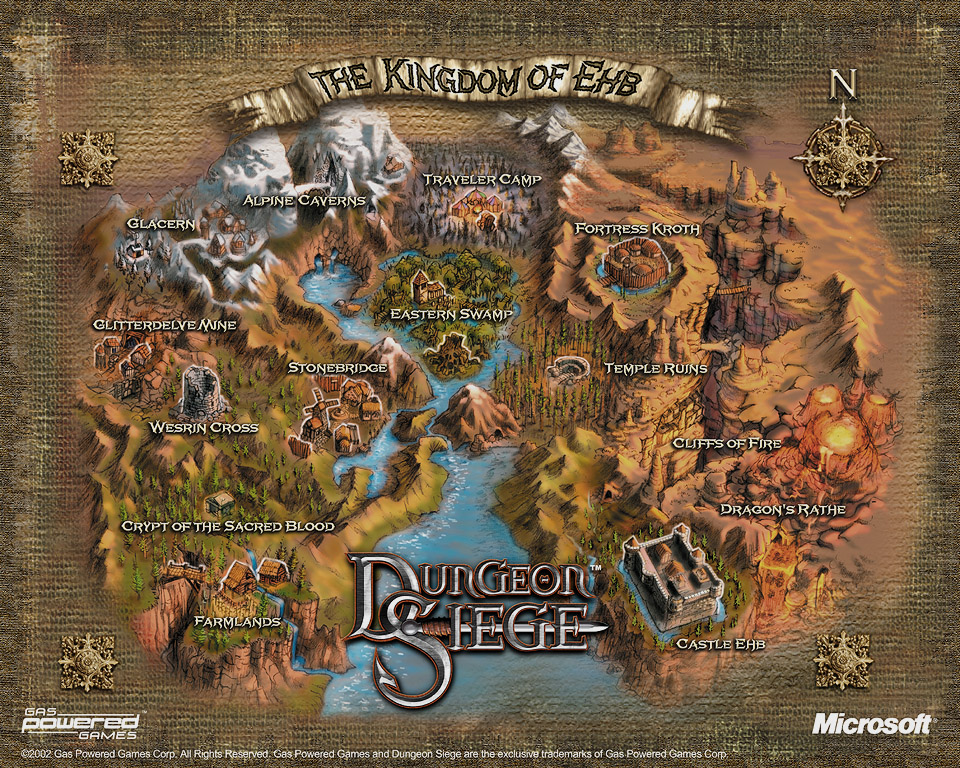 THE KINGDOM OF EHB
N
TRAVELER CAMP
ALPINE CAVERNS
GLACERN
FORTRESS KROTH
EASTERN SWAMP
GLITTERDELVE MINE
STONEBRIDGE
TEMPLE RUINS
WESRIN CROSS
CLIFFS OF FIRE
DRAGON'S RATHE
CRYPT OF THE SACRED BLOOD
DUNGEON SIEGE™
FARMLANDS
CASTLE EHB
GAS
powered™
GAMES
Microsoft
©2002 Gas Powered Games Corp. All Rights Reserved. Gas Powered Games and Dungeon Siege are the exclusive trademarks of Gas Powered Games Corp.